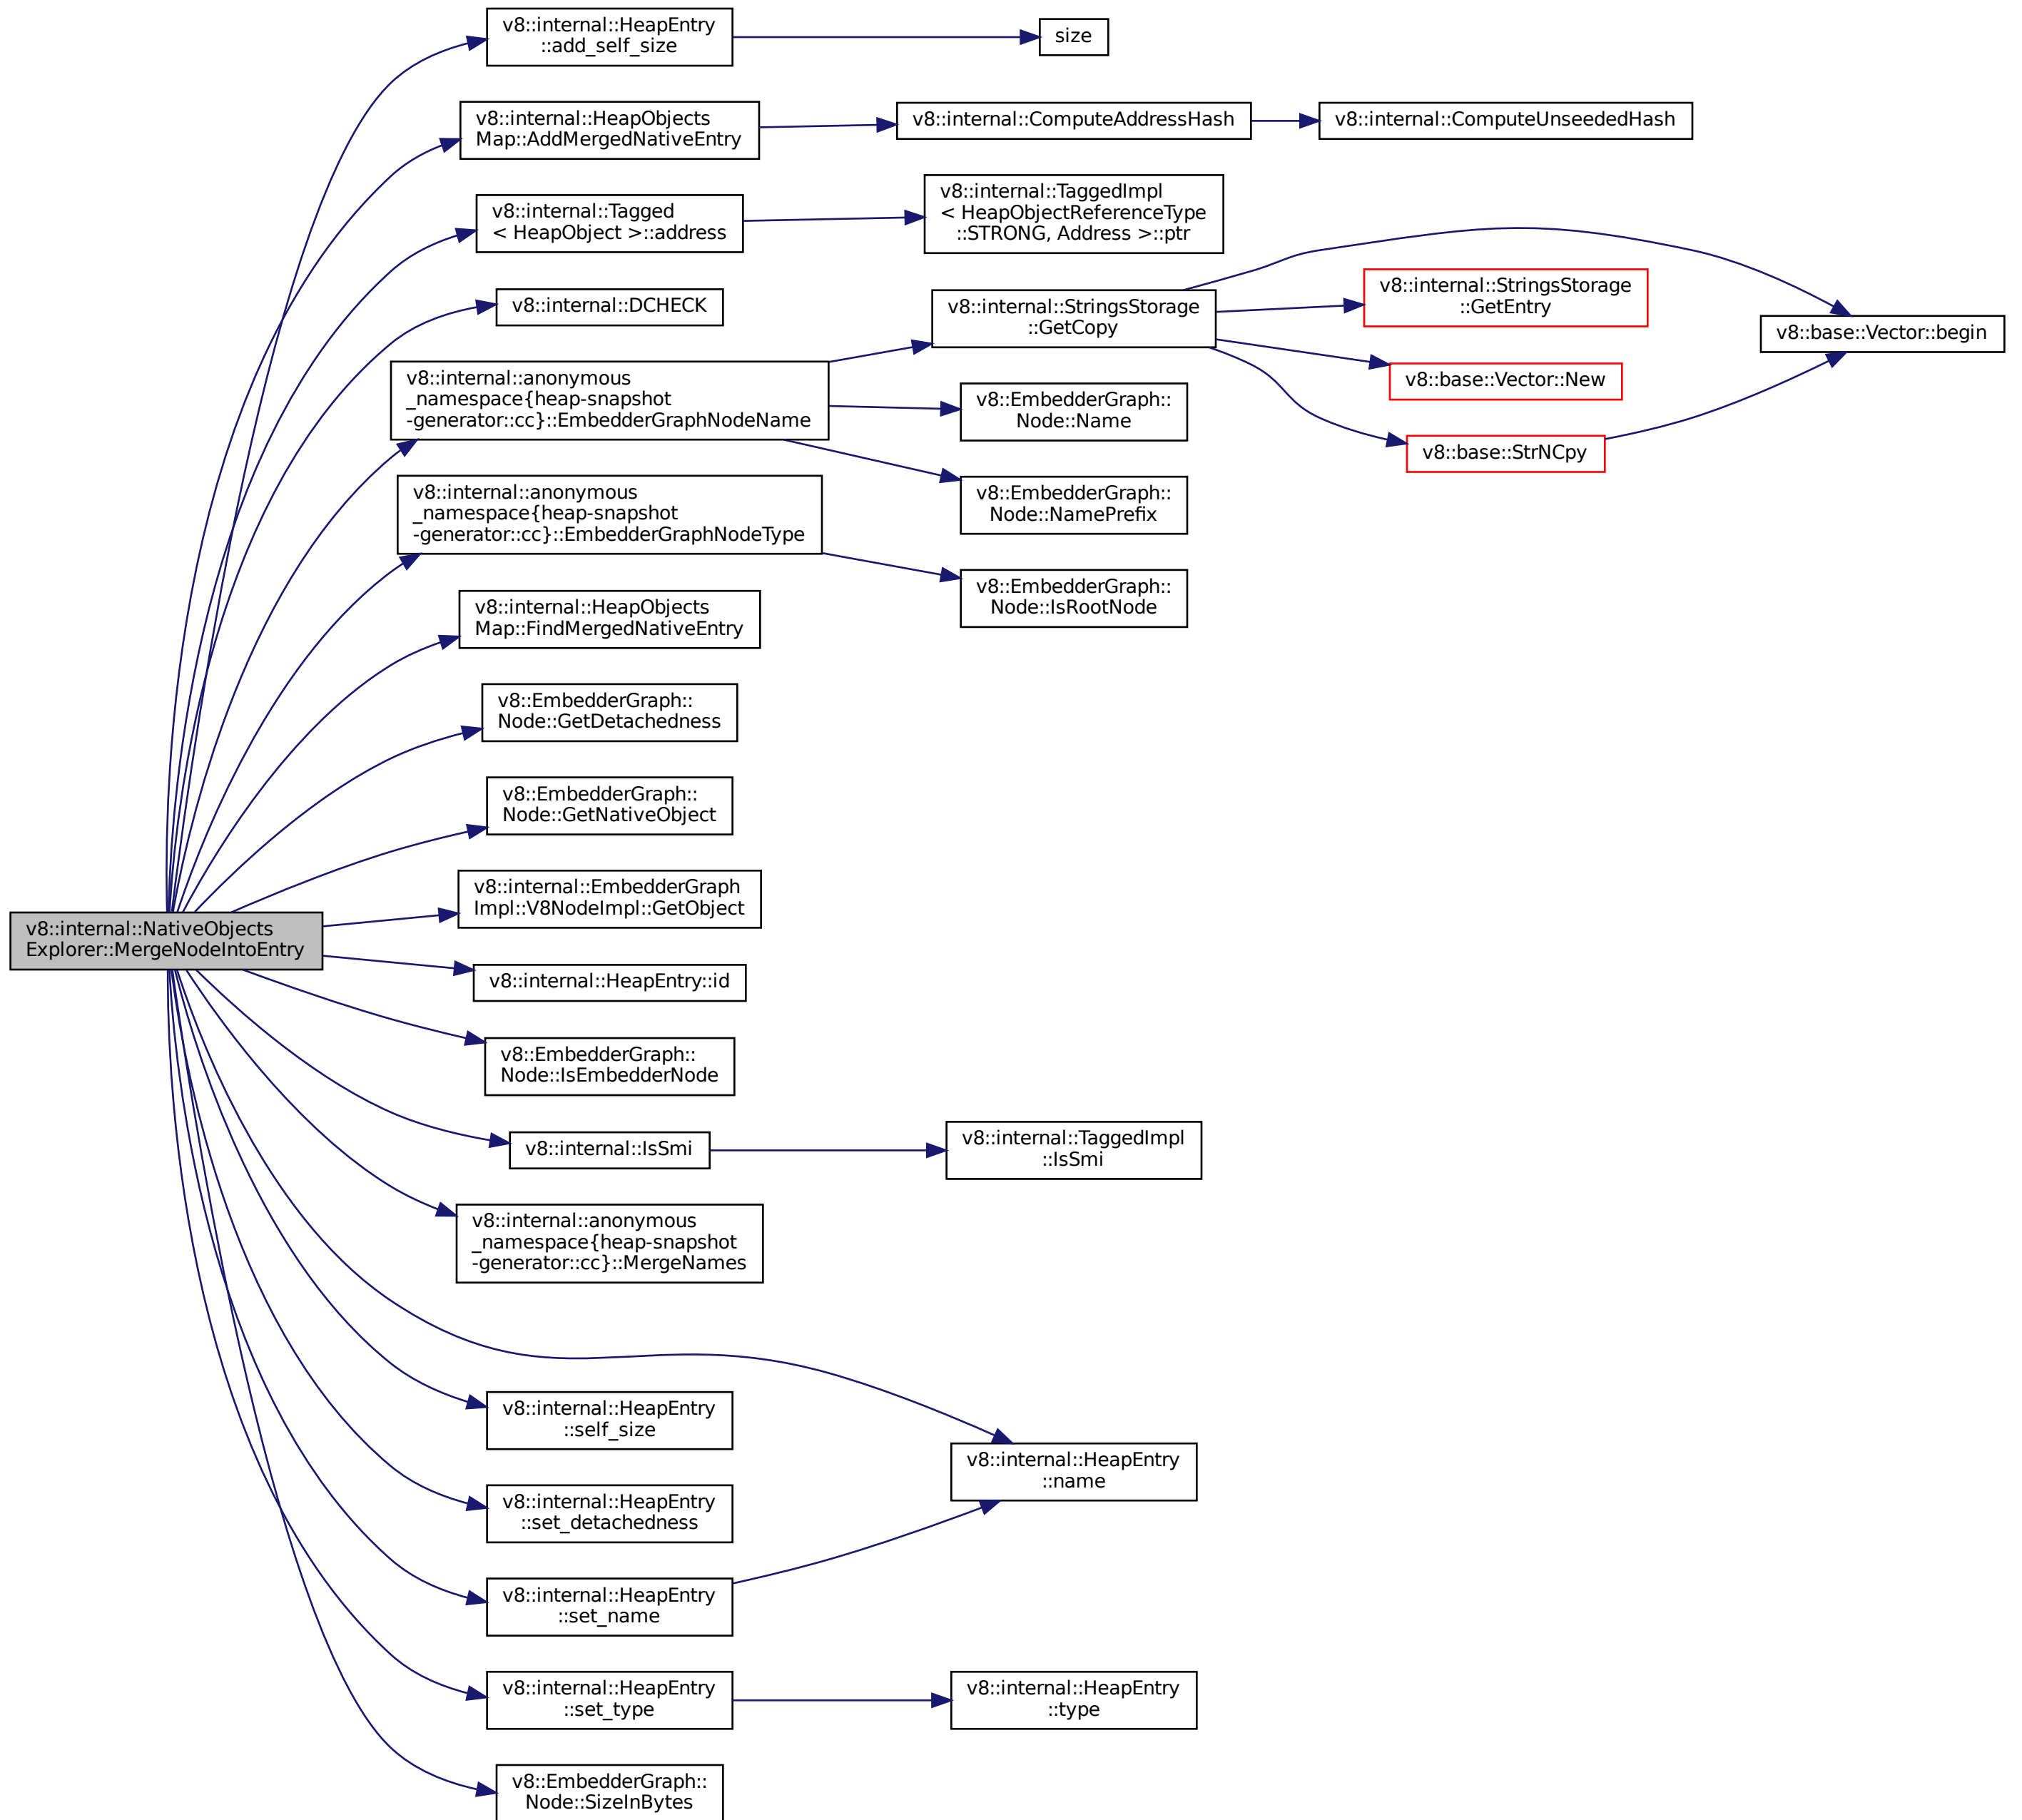 v8::internal::NativeObjects
Explorer::MergeNodeIntoEntry
v8::internal::HeapEntry
::add_self_size
size
v8::internal::HeapObjects
Map::AddMergedNativeEntry
v8::internal::ComputeAddressHash
v8::internal::ComputeUnseededHash
v8::internal::Tagged
< HeapObject >::address
v8::internal::TaggedImpl
< HeapObjectReferenceType
::STRONG, Address >::ptr
v8::internal::DCHECK
v8::internal::anonymous
_namespace{heap-snapshot
-generator::cc}::EmbedderGraphNodeName
v8::internal::StringsStorage
::GetCopy
v8::base::Vector::begin
v8::internal::StringsStorage
::GetEntry
v8::base::Vector::New
v8::base::StrNCpy
v8::EmbedderGraph::
Node::Name
v8::EmbedderGraph::
Node::NamePrefix
v8::internal::anonymous
_namespace{heap-snapshot
-generator::cc}::EmbedderGraphNodeType
v8::EmbedderGraph::
Node::IsRootNode
v8::internal::HeapObjects
Map::FindMergedNativeEntry
v8::EmbedderGraph::
Node::GetDetachedness
v8::EmbedderGraph::
Node::GetNativeObject
v8::internal::EmbedderGraph
Impl::V8NodeImpl::GetObject
v8::internal::HeapEntry::id
v8::EmbedderGraph::
Node::IsEmbedderNode
v8::internal::IsSmi
v8::internal::TaggedImpl
::IsSmi
v8::internal::anonymous
_namespace{heap-snapshot
-generator::cc}::MergeNames
v8::internal::HeapEntry
::name
v8::internal::HeapEntry
::self_size
v8::internal::HeapEntry
::set_detachedness
v8::internal::HeapEntry
::set_name
v8::internal::HeapEntry
::set_type
v8::internal::HeapEntry
::type
v8::EmbedderGraph::
Node::SizeInBytes